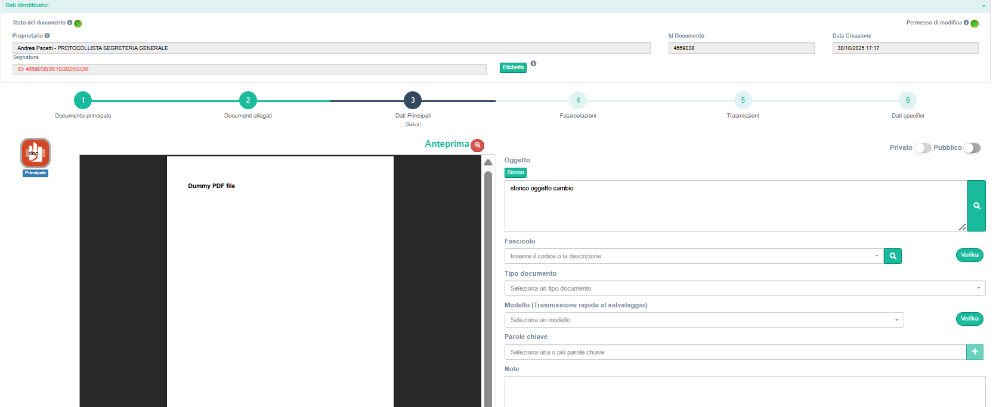 Dati Identificativi
Stato del documento
Permesso di modifica
Proprietario
Id Documento
Data Creazione
Andrea Pacetti - PROTOCOLLISTA SEGRETERIA GENERALE
4669038
30/10/2025 17:17
Segnatura
ID: 4669038|30/10/2025|SGM
Etichetta
1
2
3
4
5
6
Documento principale
Documenti allegati
Dati Principali
(Salva)
Fascicolazioni
Trasmissioni
Dati specifici
doc...
Principale
Anteprima
Dummy PDF file
Privato
Pubblico
Oggetto
Storico
storico oggetto cambio
Fascicolo
Inserire il codice o la descrizione
Verifica
Tipo documento
Seleziona un tipo documento
Modello (Trasmissione rapida al salvataggio)
Seleziona un modello
Verifica
Parole chiave
Seleziona una o più parole chiave
Note